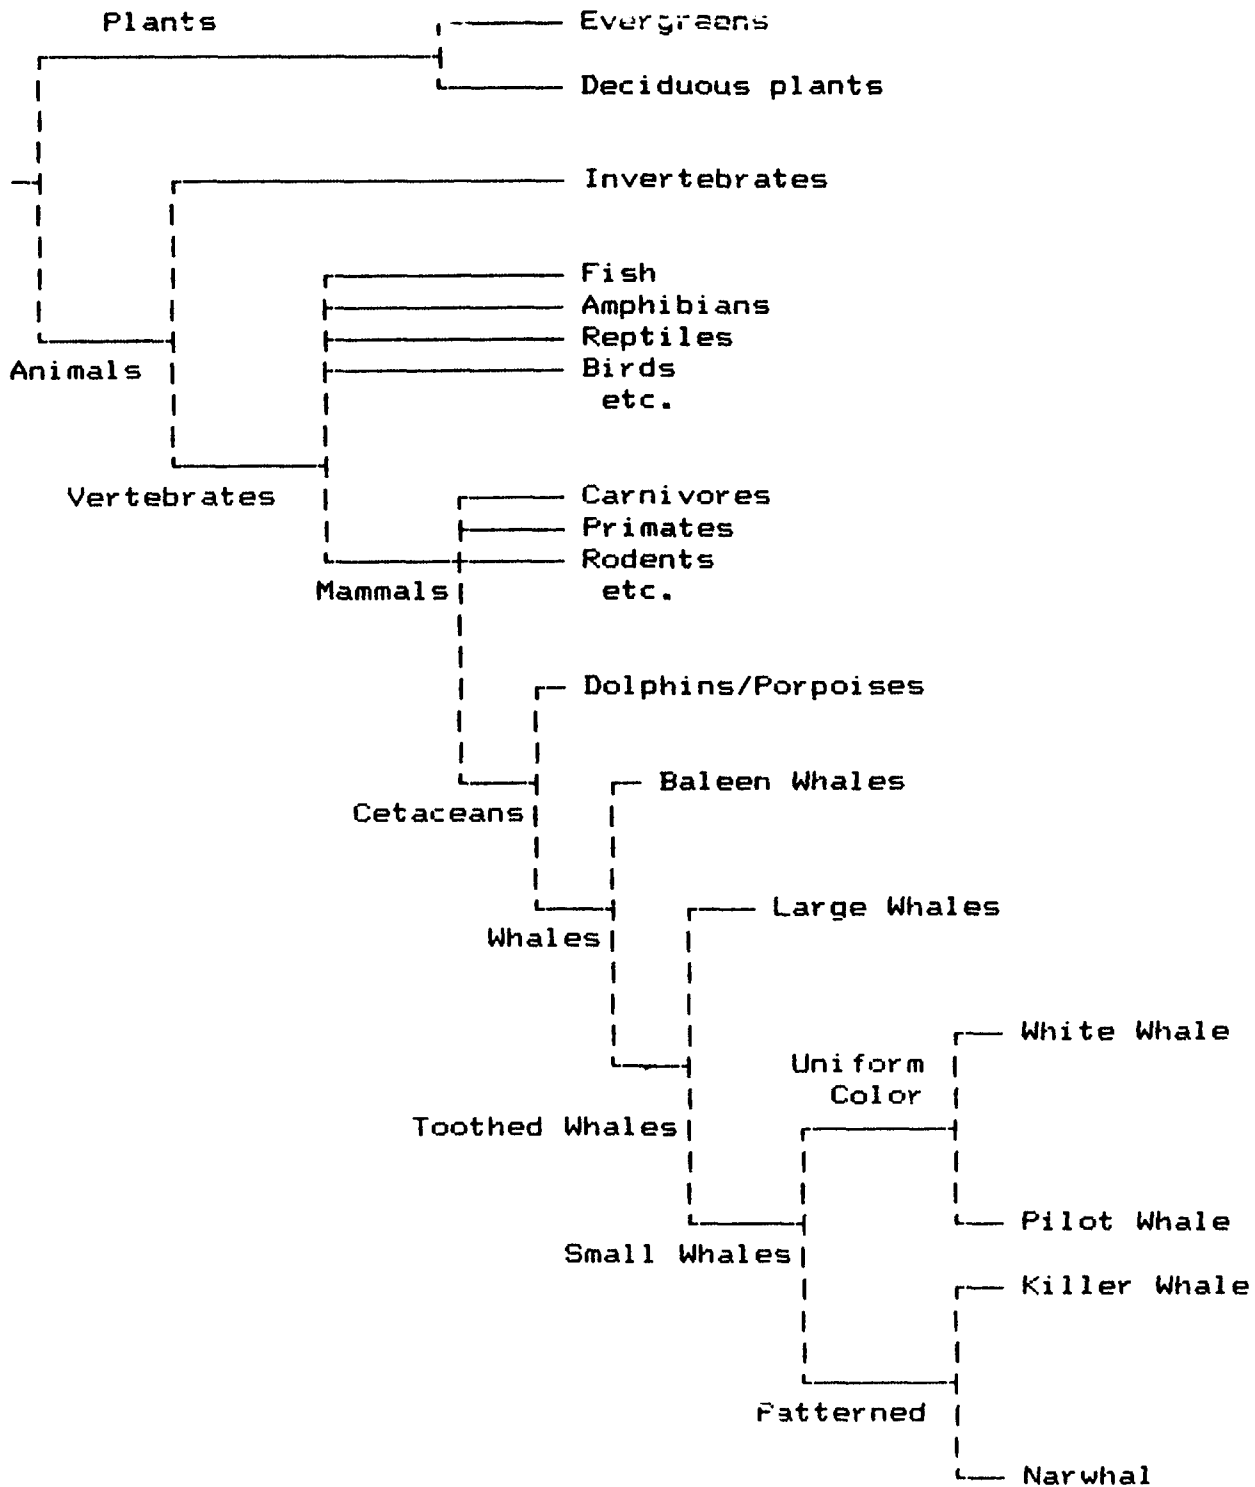 Plants
Evergreens
Deciduous plants
Invertebrates
Fish
Amphibians
Reptiles
Animals
Birds
etc.
Vertebrates
Carnivores
Primates
Rodents
Mammals
etc.
Dolphins/Porpoises
Baleen Whales
Cetaceans
Large Whales
Whales
White Whale
Uniform
Color
Toothed Whales
Pilot Whale
Small Whales
Killer Whale
Patterned
Narwhal